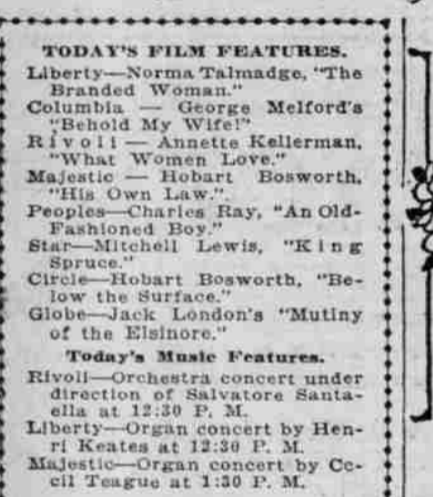 TODAY'S FILM FEATURES.
Liberty—Norma Talmadge, "The
Branded Woman."
Columbia — George Melford's
"Behold My Wife!"
Rivoli — Annette Kellerman,
"What Women Love."
Majestic — Hobart Bosworth,
"His Own Law.".
Peoples—Charles Ray, "An Old-
Fashioned Boy."
Star—Mitchell Lewis, "King
Spruce."
Circle—Hobart Bosworth, "Be-
low the Surface."
Globe—Jack London's "Mutiny
of the Elsinore."
Today's Music Features.
Rivoli—Orchestra concert under
direction of Salvatore Santa-
ella at 12:30 P. M.
Liberty—Organ concert by Hen-
ri Keates at 12:30 P. M.
Majestic—Organ concert by Ce-
cil Teague at 1:30 P. M.